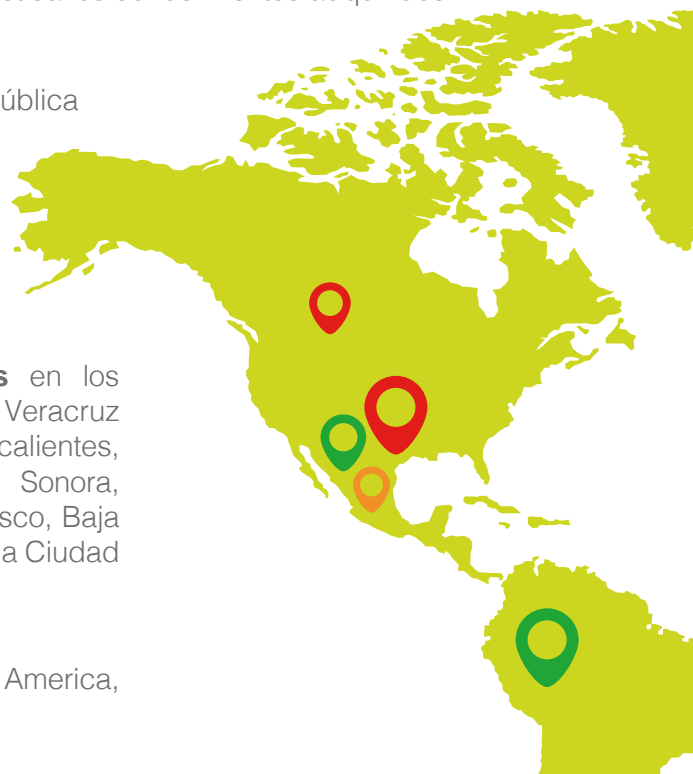 ública
s en los
Veracruz
calientes,
Sonora,
sco, Baja
a Ciudad
America,